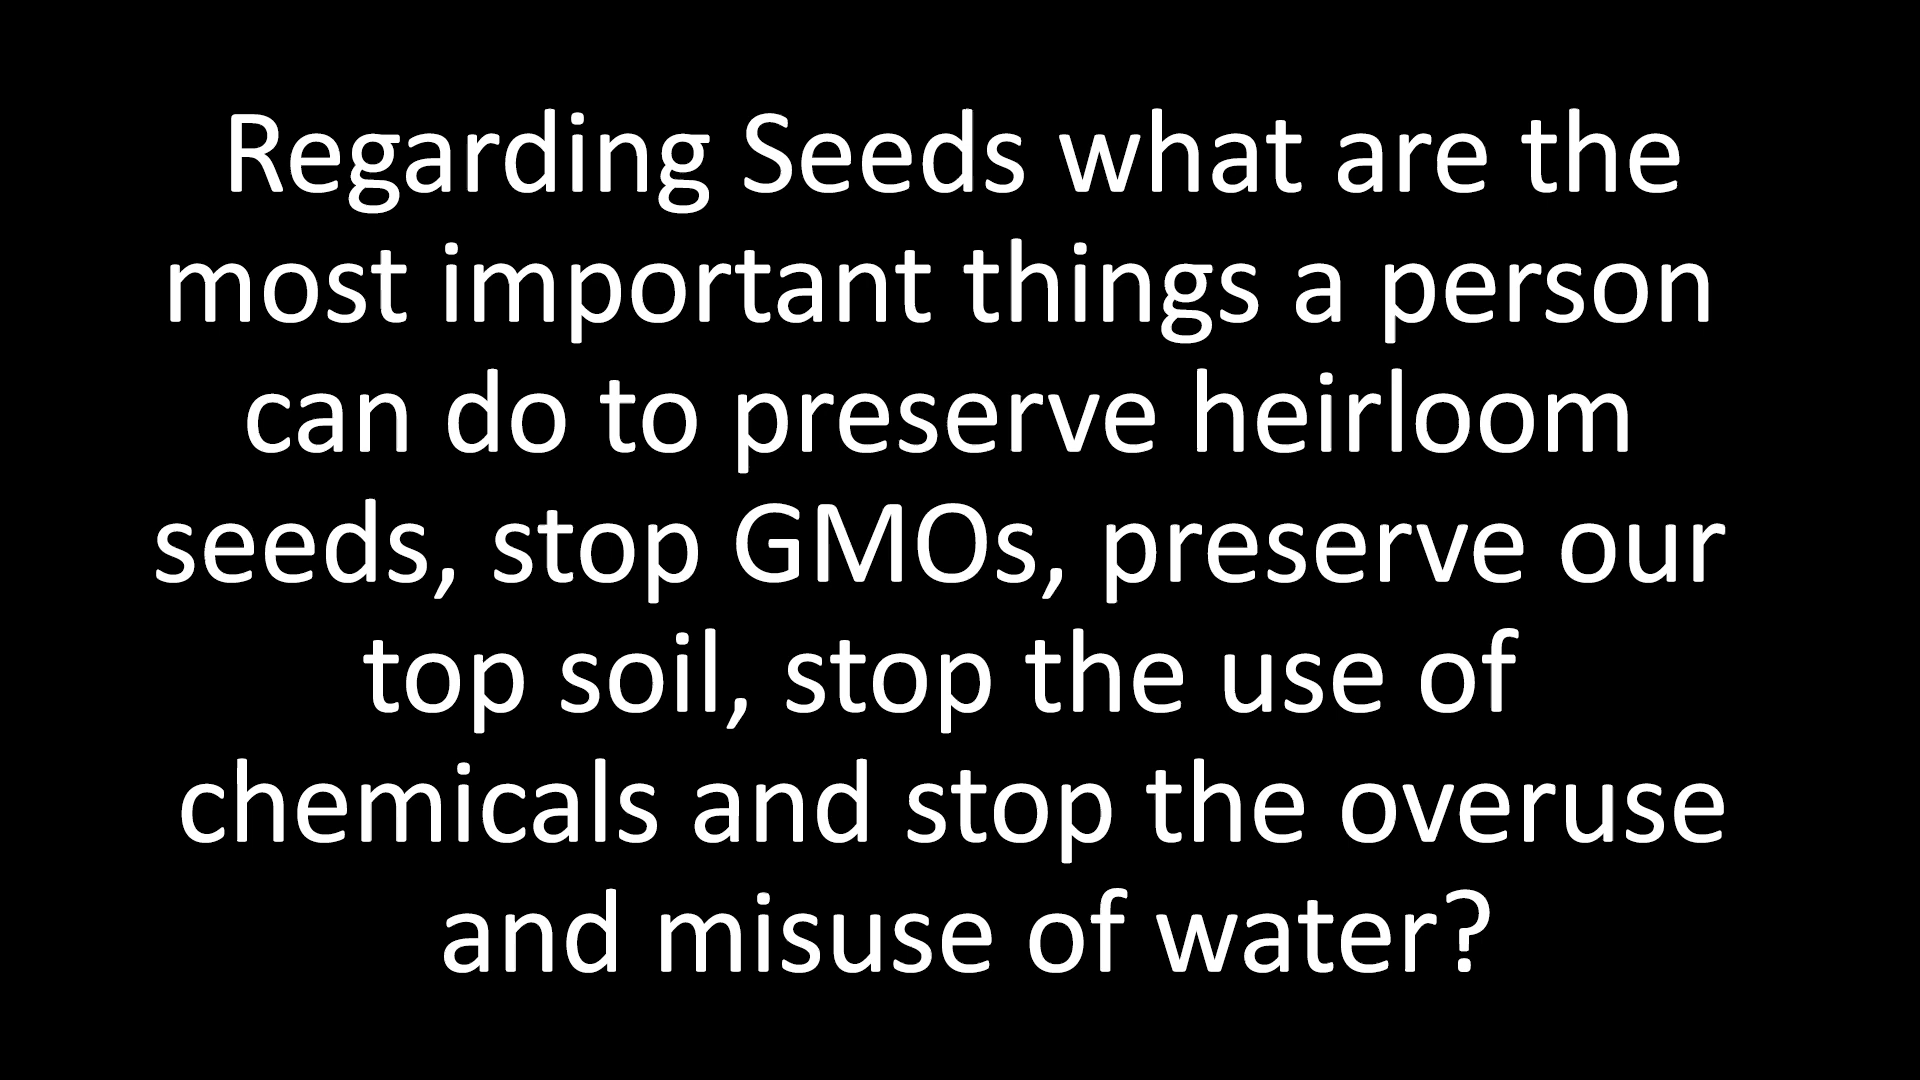 Regarding Seeds what are the
most important things a person
can do to preserve heirloom
seeds, stop GMOs, preserve our
top soil, stop the use of
chemicals and stop the overuse
and misuse of water?